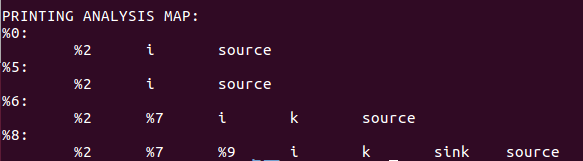 PRINTING ANALYSIS MAP:
%0:
%2 i source
%5:
%2 i source
%6:
%2 %7 i k source
%8:
%2 %7 %9 i k sink source